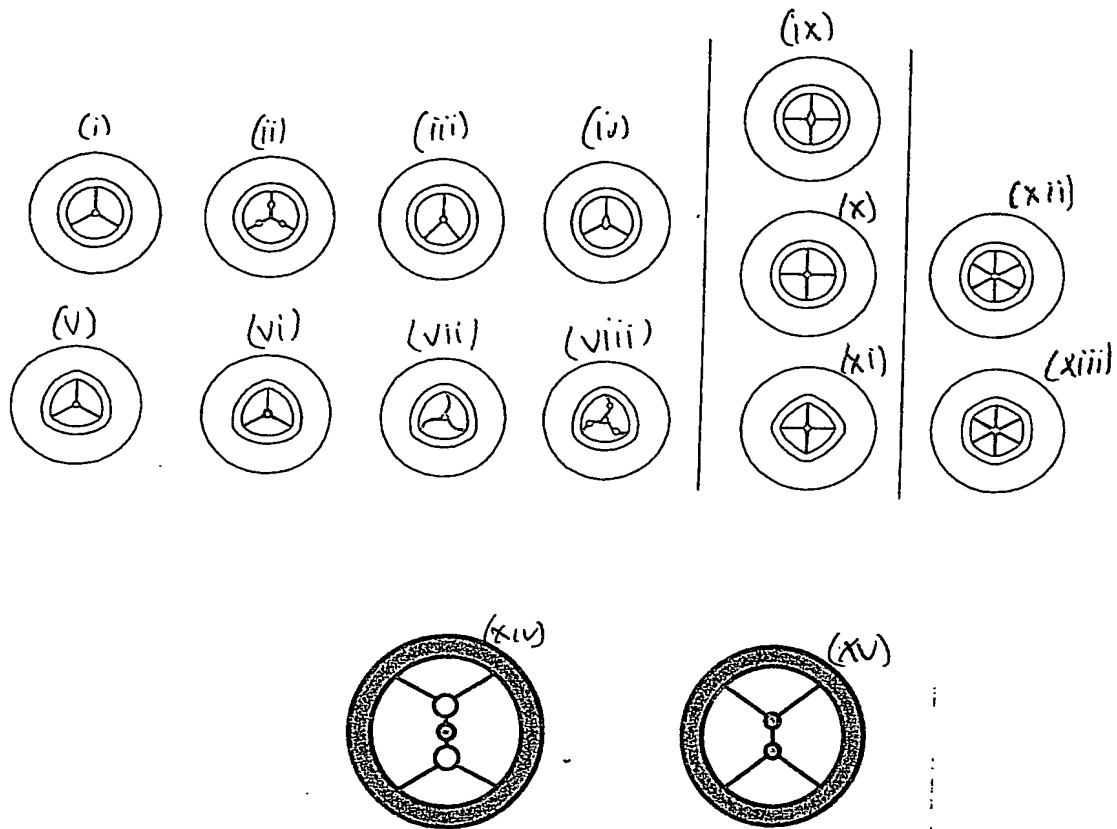 (ix)
(i) (ii) (iii) (iv)
(x) (xii)
(v) (vi) (vii) (viii) (xi) (xiii)
(xiv) (xv)